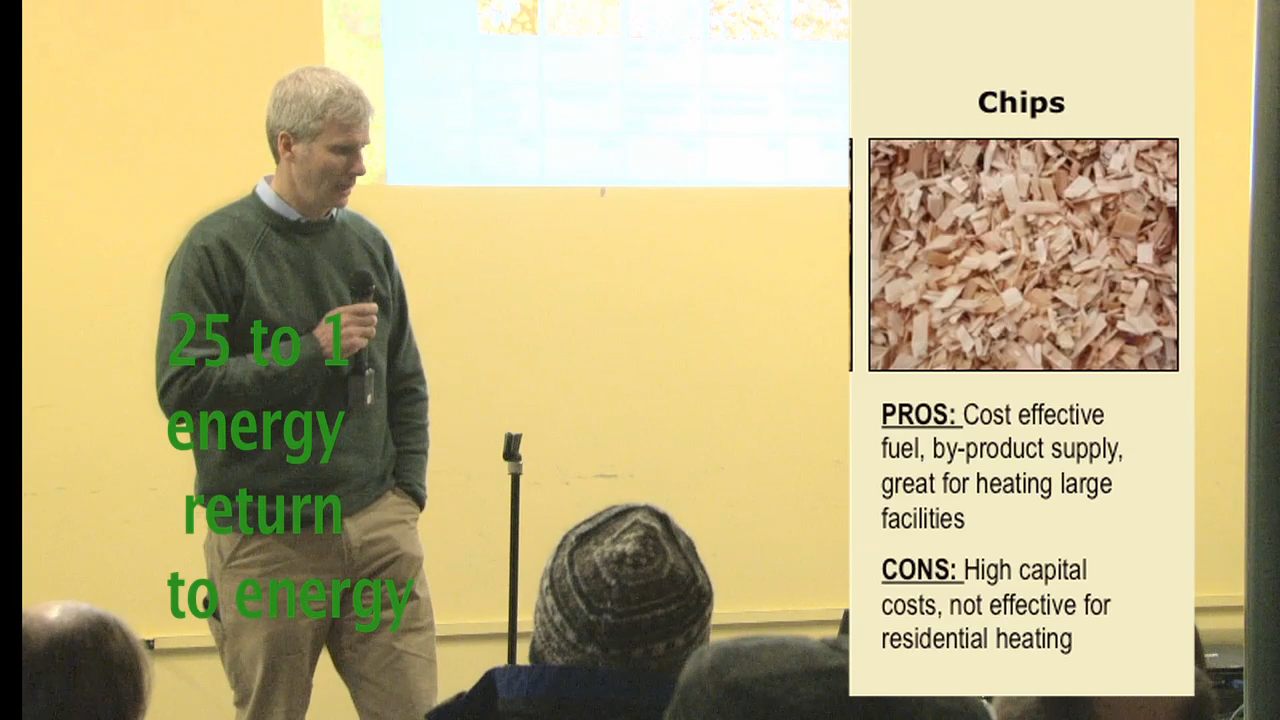 25 to 1
energy
return
to energy
Chips
PROS: Cost effective
fuel, by-product supply,
great for heating large
facilities
CONS: High capital
costs, not effective for
residential heating